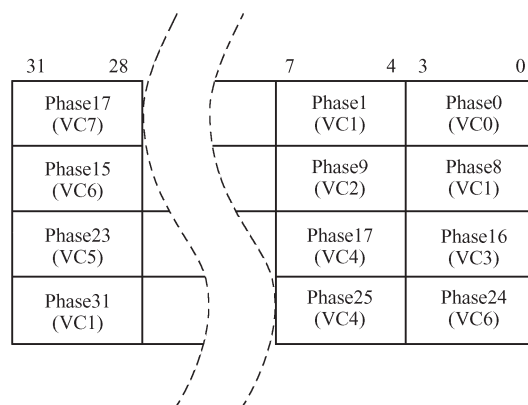 31 28 7 4 3 0
Phase17 Phase1 Phase0
(VC7) (VC1) (VC0)
Phase15 Phase9 Phase8
(VC6) (VC2) (VC1)
Phase23 Phase17 Phase16
(VC5) (VC4) (VC3)
Phase31 Phase25 Phase24
(VC1) (VC4) (VC6)